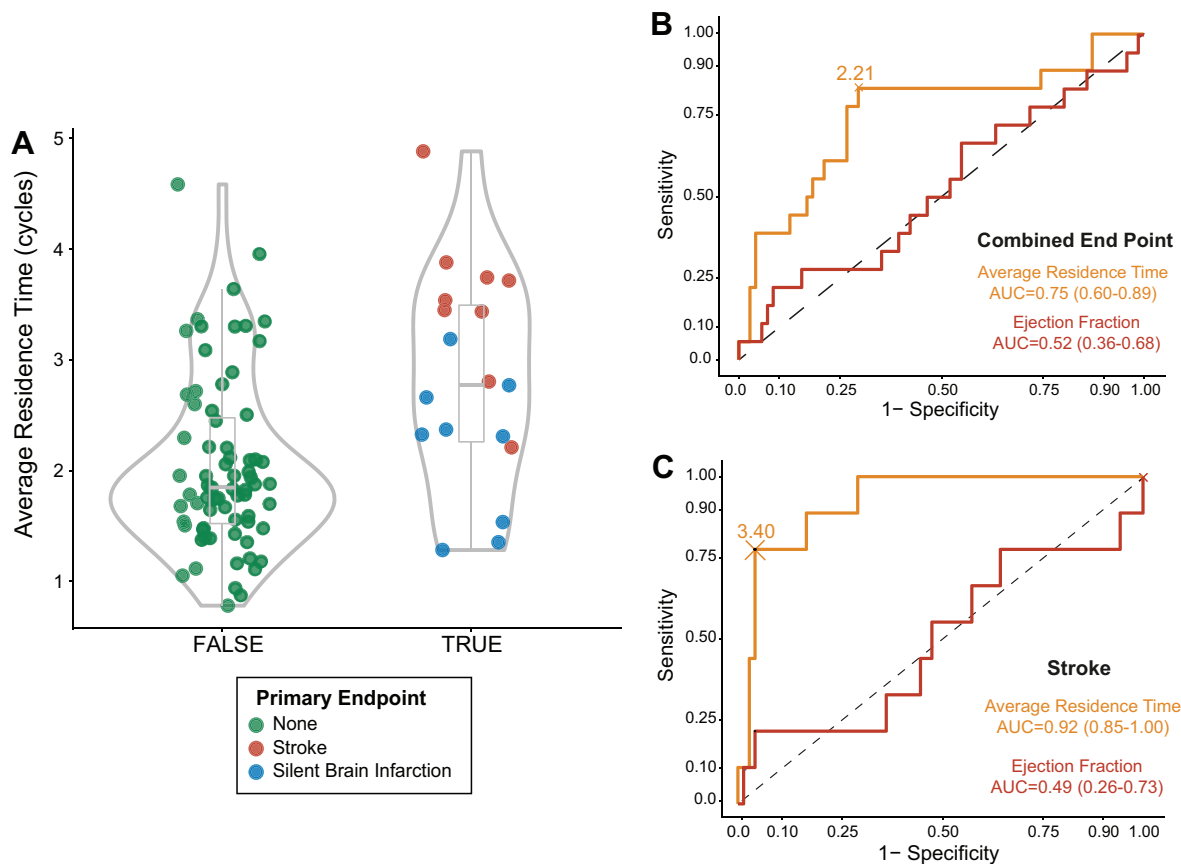 A
Average Residence Time (cycles)
5
4
3
2
1
FALSE
TRUE
Primary Endpoint
None
Stroke
Silent Brain Infarction
B
Sensitivity
1.00
0.90
0.75
0.50
0.25
0.10
0.0
2.21
Combined End Point
Average Residence Time
AUC=0.75 (0.60-0.89)
Ejection Fraction
AUC=0.52 (0.36-0.68)
0.0 0.10 0.25 0.50 0.75 0.90 1.00
1− Specificity
C
Sensitivity
1.00
0.90
0.75
0.50
0.25
0.10
0.0
3.40
Stroke
Average Residence Time
AUC=0.92 (0.85-1.00)
Ejection Fraction
AUC=0.49 (0.26-0.73)
0.0 0.10 0.25 0.50 0.75 0.90 1.00
1− Specificity